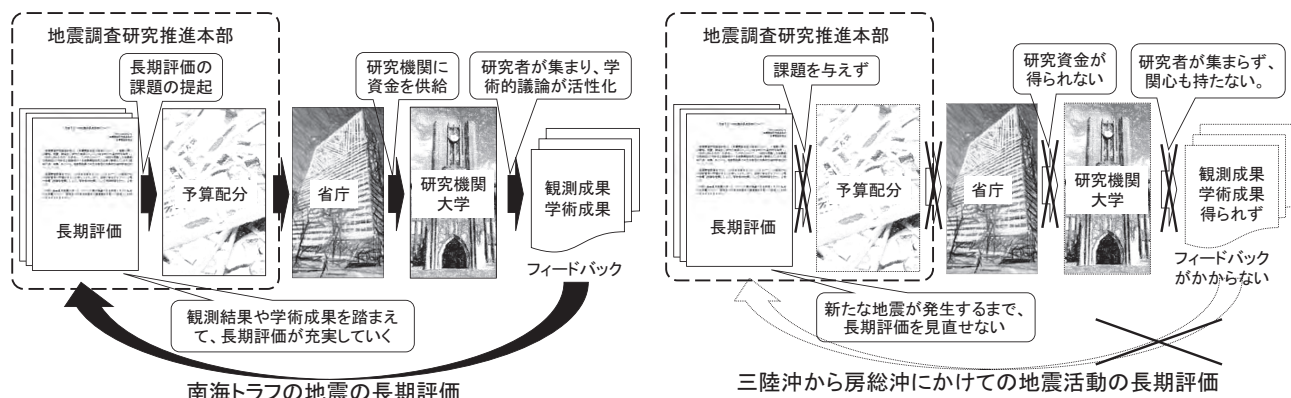 地震調査研究推進本部
長期評価の
課題の提起
研究機関に
資金を供給
研究者が集まり、学
術的議論が活性化
予算配分
省庁
研究機関
大学
観測成果
学術成果
長期評価
フィードバック
観測結果や学術成果を踏まえ
て、長期評価が充実していく
南海トラフの地震の長期評価
地震調査研究推進本部
課題を与えず
研究資金が
得られない
研究者が集まらず、
関心も持たない。
予算配分
省庁
研究機関
大学
観測成果
学術成果
得られず
長期評価
フィードバック
がかからない
新たな地震が発生するまで、
長期評価を見直せない
三陸沖から房総沖にかけての地震活動の長期評価